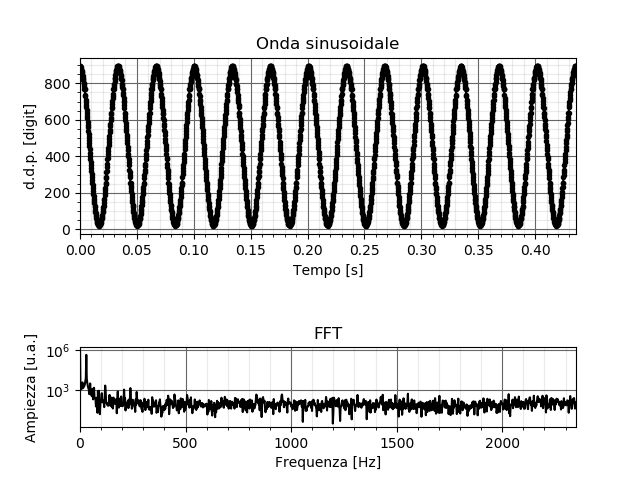 Onda sinusoidale
d.d.p. [digit]
800
600
400
200
0
0.00 0.05 0.10 0.15 0.20 0.25 0.30 0.35 0.40
Tempo [s]
FFT
Ampiezza [u.a.]
10^6
10^3
0 500 1000 1500 2000
Frequenza [Hz]